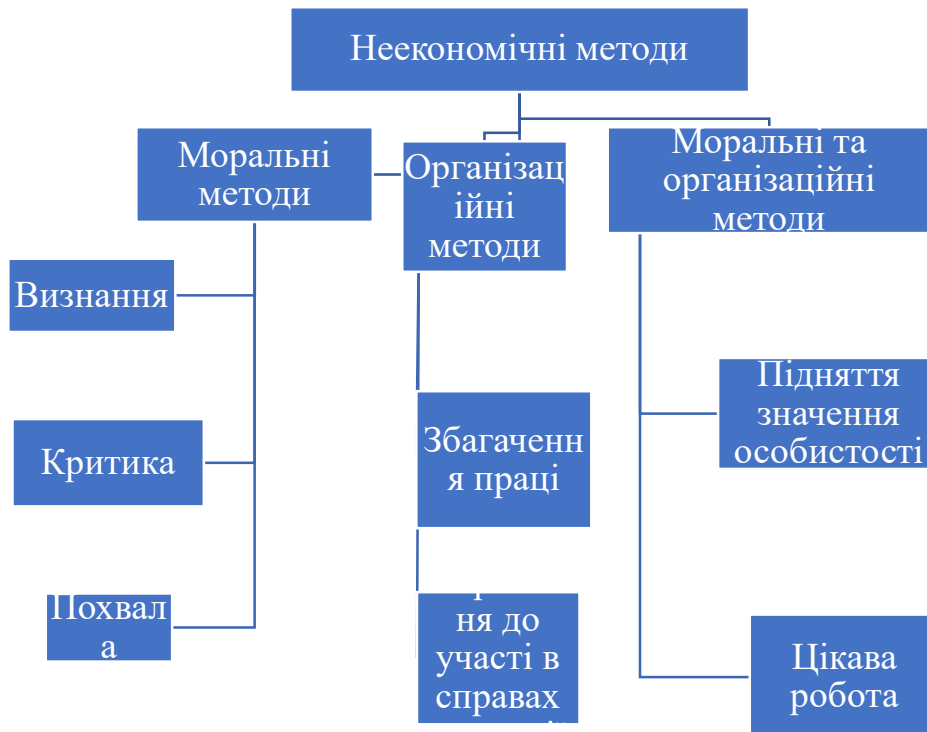 Неекономічні методи
Моральні
методи
Організац
ійні
методи
Моральні та
організаційні
методи
Визнання
Критика
Похвал
а
Збагаченн
я праці
ня до
участі в
справах
Підняття
значення
особистості
Цікава
робота